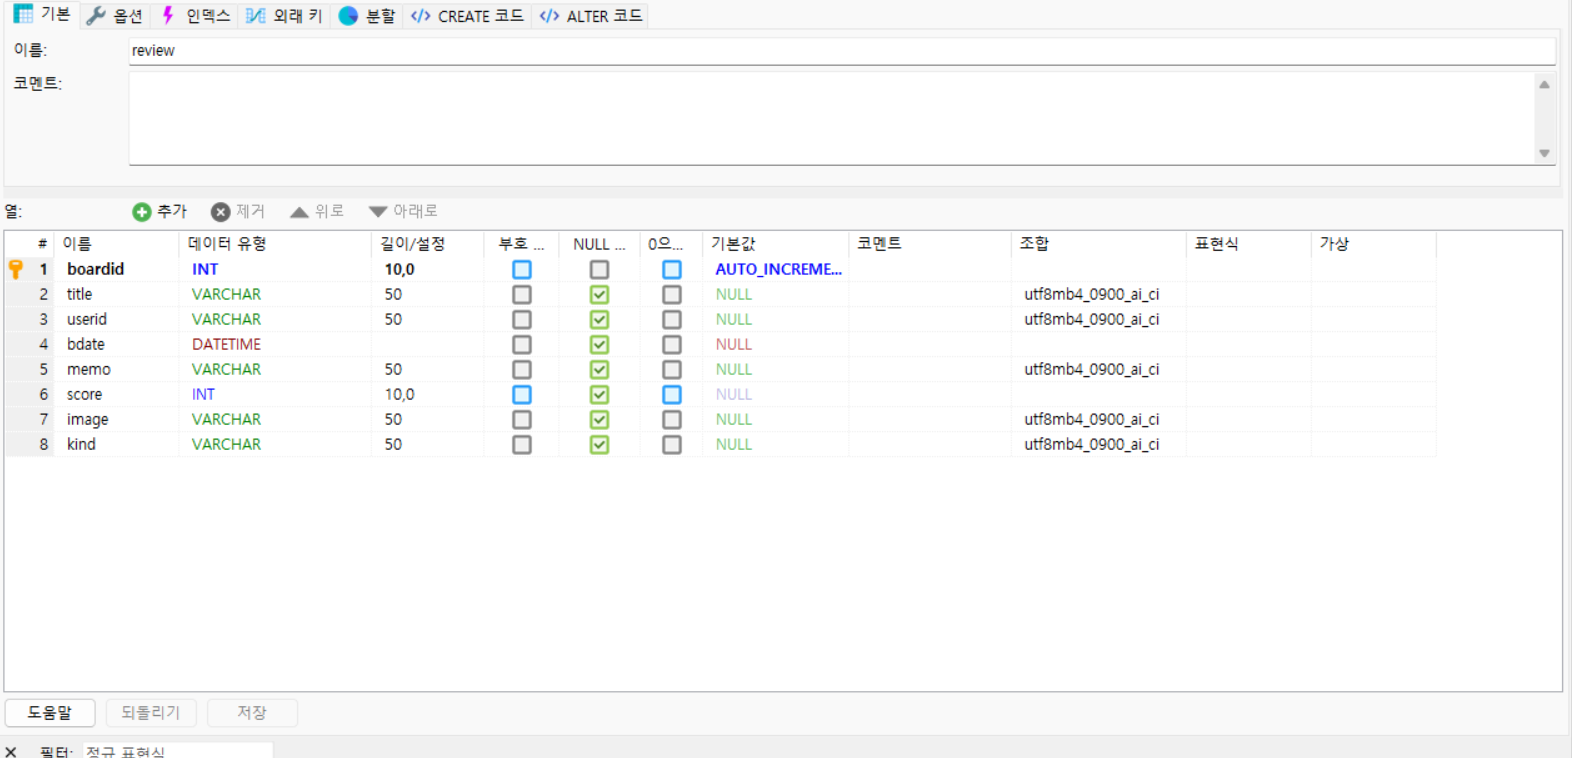 기본 옵션 인덱스 외래 키 분할 </> CREATE 코드 </> ALTER 코드
이름: review
코멘트:
열: 추가 제거 위로 아래로
# 이름 데이터 유형 길이/설정 부호 ... NULL ... 0으... 기본값 코멘트 조합 표현식 가상
1 boardid INT 10,0 AUTO_INCREME...
2 title VARCHAR 50 NULL utf8mb4_0900_ai_ci
3 userid VARCHAR 50 NULL utf8mb4_0900_ai_ci
4 bdate DATETIME NULL
5 memo VARCHAR 50 NULL utf8mb4_0900_ai_ci
6 score INT 10,0 NULL
7 image VARCHAR 50 NULL utf8mb4_0900_ai_ci
8 kind VARCHAR 50 NULL utf8mb4_0900_ai_ci
도움말 되돌리기 저장
필터: 정규 표현식